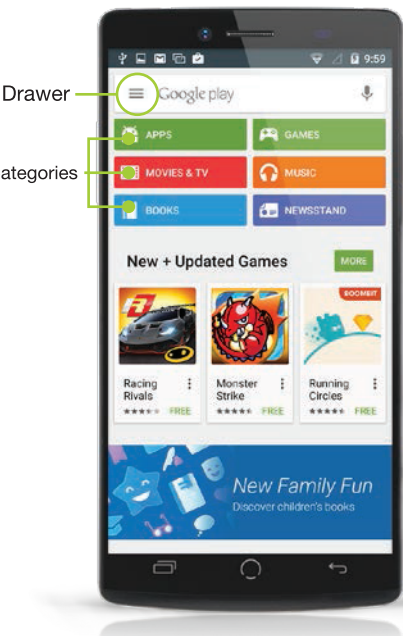 9:59
Drawer
Google play
APPS
GAMES
ategories
MOVIES & TV
MUSIC
BOOKS
NEWSSTAND
New + Updated Games
MORE
BOOMBIT
Racing
Rivals
FREE
Monster
Strike
FREE
Running
Circles
FREE
New Family Fun
Discover children's books